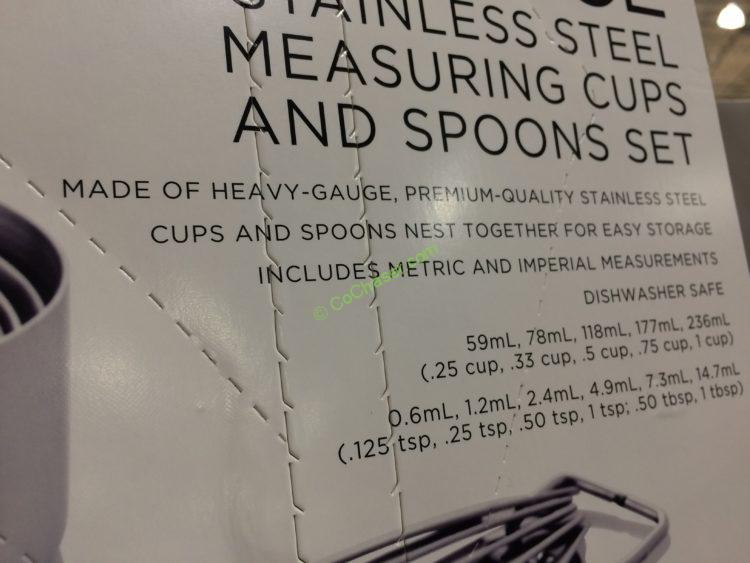 STAINLESS STEEL
MEASURING CUPS
AND SPOONS SET
MADE OF HEAVY-GAUGE, PREMIUM-QUALITY STAINLESS STEEL
CUPS AND SPOONS NEST TOGETHER FOR EASY STORAGE
INCLUDES METRIC AND IMPERIAL MEASUREMENTS
© CoChaser.com
DISHWASHER SAFE
59mL, 78mL, 118mL, 177mL, 236mL
(.25 cup, .33 cup, .5 cup, .75 cup, 1 cup)
0.6mL, 1.2mL, 2.4mL, 4.9mL, 7.3mL, 14.7mL
(.125 tsp, .25 tsp, .50 tsp, 1 tsp; .50 tbsp, 1 tbsp)